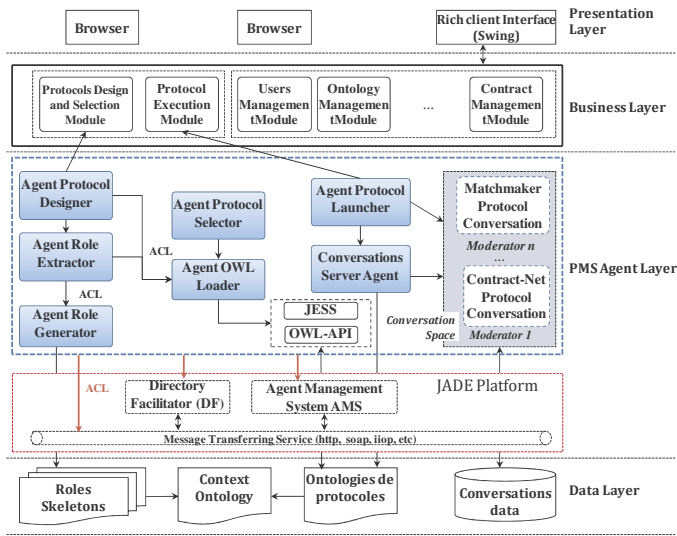 Browser
Browser
Rich client Interface
(Swing)
Presentation
Layer
Protocols Design
and Selection
Module
Protocol
Execution
Module
Users
Managemen
tModule
Ontology
Managemen
tModule
...
Contract
Managemen
tModule
Business Layer
Agent Protocol
Designer
Agent Protocol
Selector
Agent Protocol
Launcher
Matchmaker
Protocol
Conversation
Moderator n
...
Agent Role
Extractor
ACL
Agent OWL
Loader
Conversations
Server Agent
Contract-Net
Protocol
Conversation
Moderator 1
PMS Agent Layer
ACL
Agent Role
Generator
JESS
OWL-API
Conversation
Space
ACL
Directory
Facilitator (DF)
Agent Management
System AMS
JADE Platform
Message Transferring Service (http, soap, iiop, etc)
Roles
Skeletons
Context
Ontology
Ontologies de
protocoles
Conversations
data
Data Layer